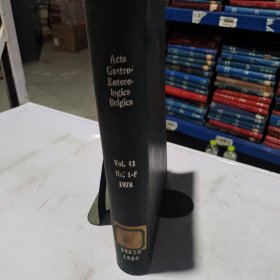 Acta
Gastro-
Entero-
logica
Belgica
Vol. 41
No: 1-8
1978